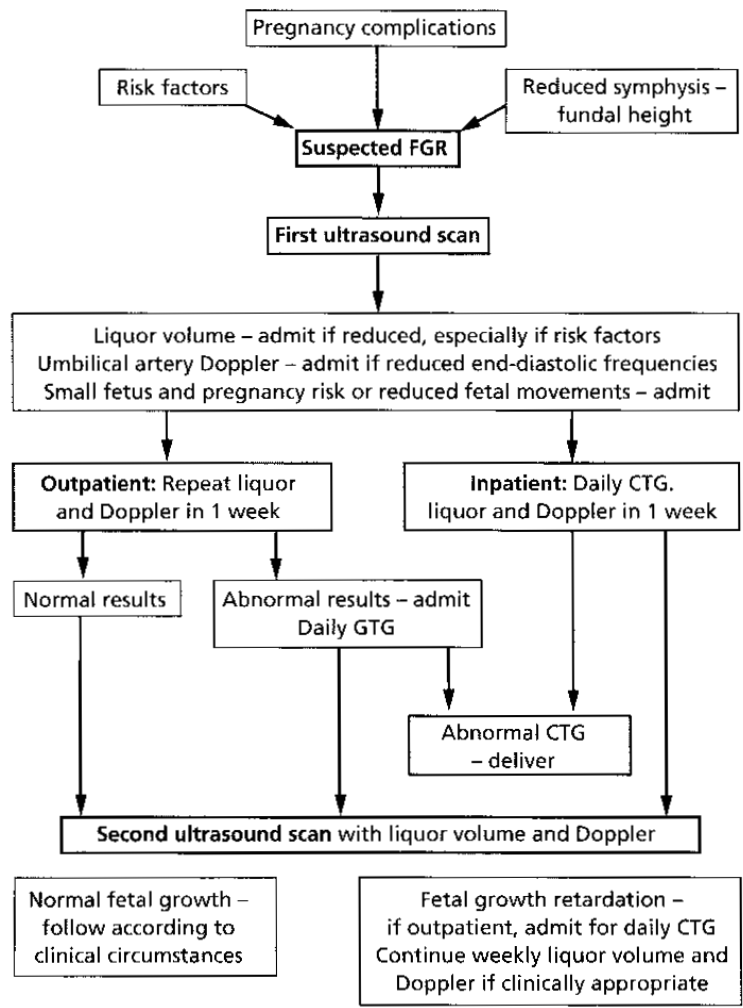 Pregnancy complications
Risk factors
Reduced symphysis –
fundal height
Suspected FGR
First ultrasound scan
Liquor volume – admit if reduced, especially if risk factors
Umbilical artery Doppler – admit if reduced end-diastolic frequencies
Small fetus and pregnancy risk or reduced fetal movements – admit
Outpatient: Repeat liquor
and Doppler in 1 week
Inpatient: Daily CTG.
liquor and Doppler in 1 week
Normal results
Abnormal results – admit
Daily GTG
Abnormal CTG
– deliver
Second ultrasound scan with liquor volume and Doppler
Normal fetal growth –
follow according to
clinical circumstances
Fetal growth retardation –
if outpatient, admit for daily CTG
Continue weekly liquor volume and
Doppler if clinically appropriate